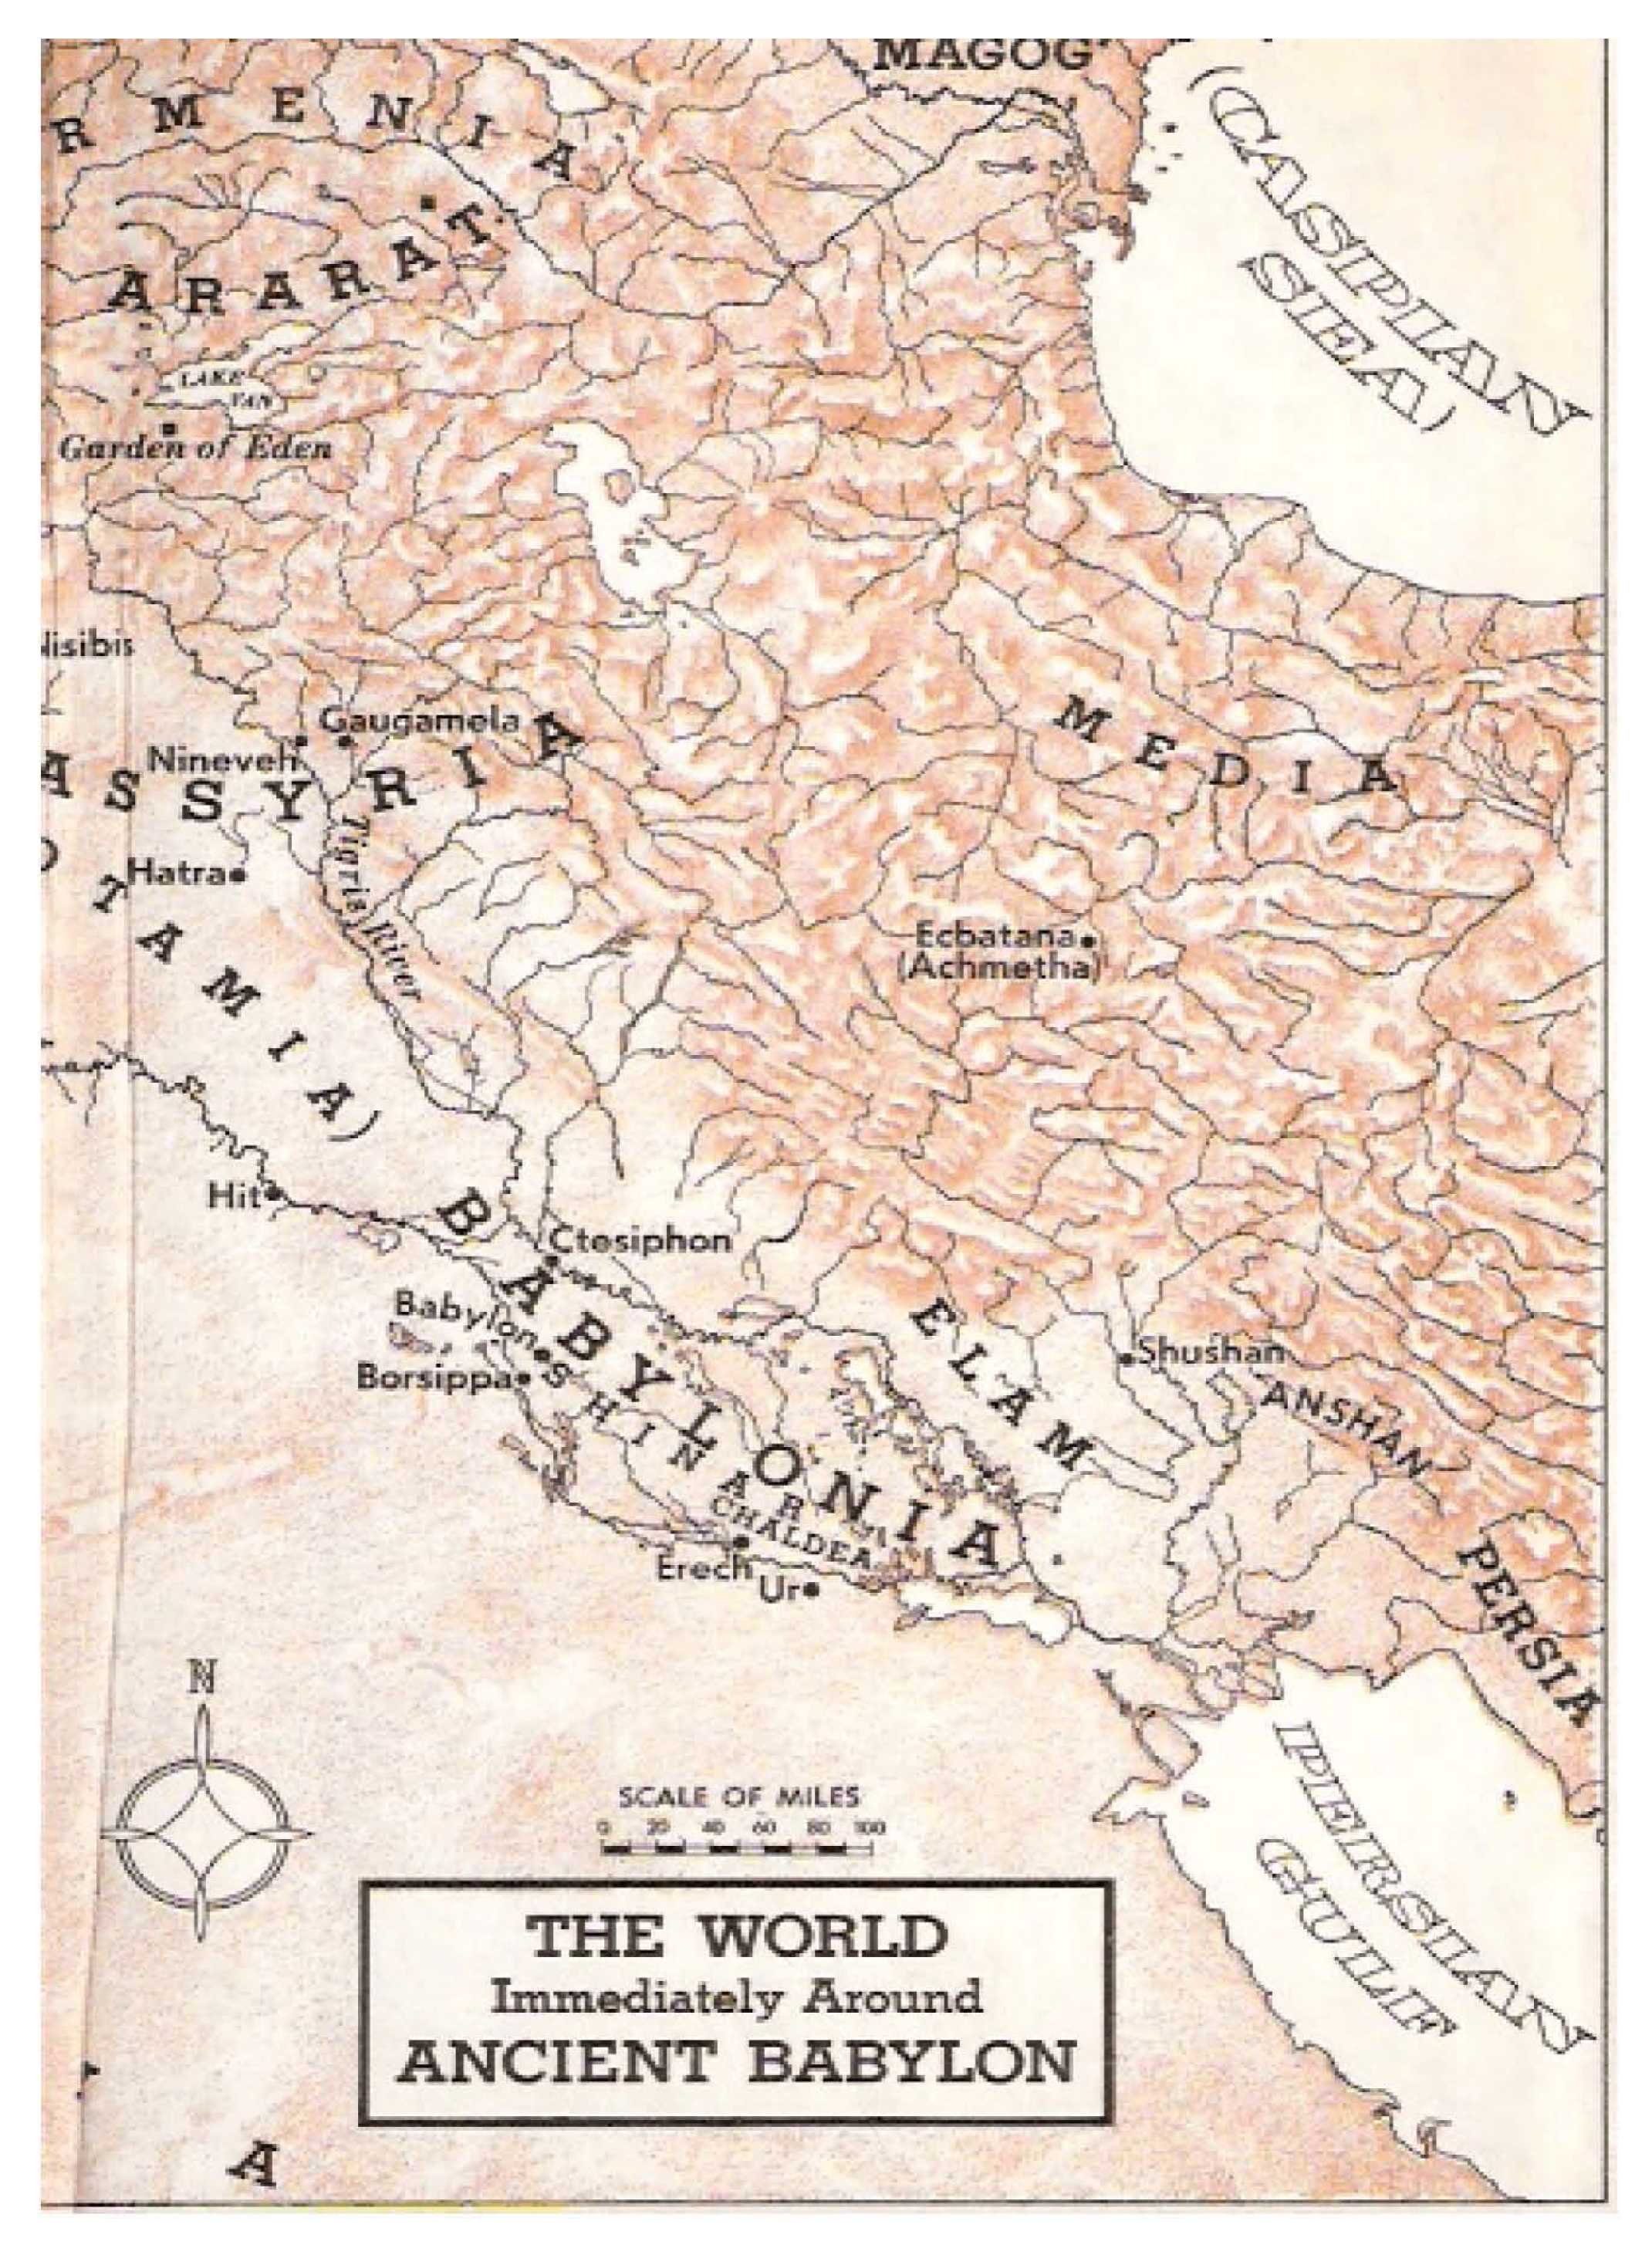 MAGOG
RMENIA
(CASPIAN
SEA)
ARARAT
LAKE
VAN
Garden of Eden
Gaugamela
Nineveh
ASSYRIA
MEDIA
Tigris River
Hatra
TAMIA)
Ecbatana
(Achmetha)
Hit
Ctesiphon
BABYLONIA
Babylon
Borsippa
SHINAR
ELAM
Shushan
ANSHAN
CHALDEA
Erech
Ur
PERSIA
N
PERSIAN
GULF
SCALE OF MILES
0 20 40 60 80 100
THE WORLD
Immediately Around
ANCIENT BABYLON
A